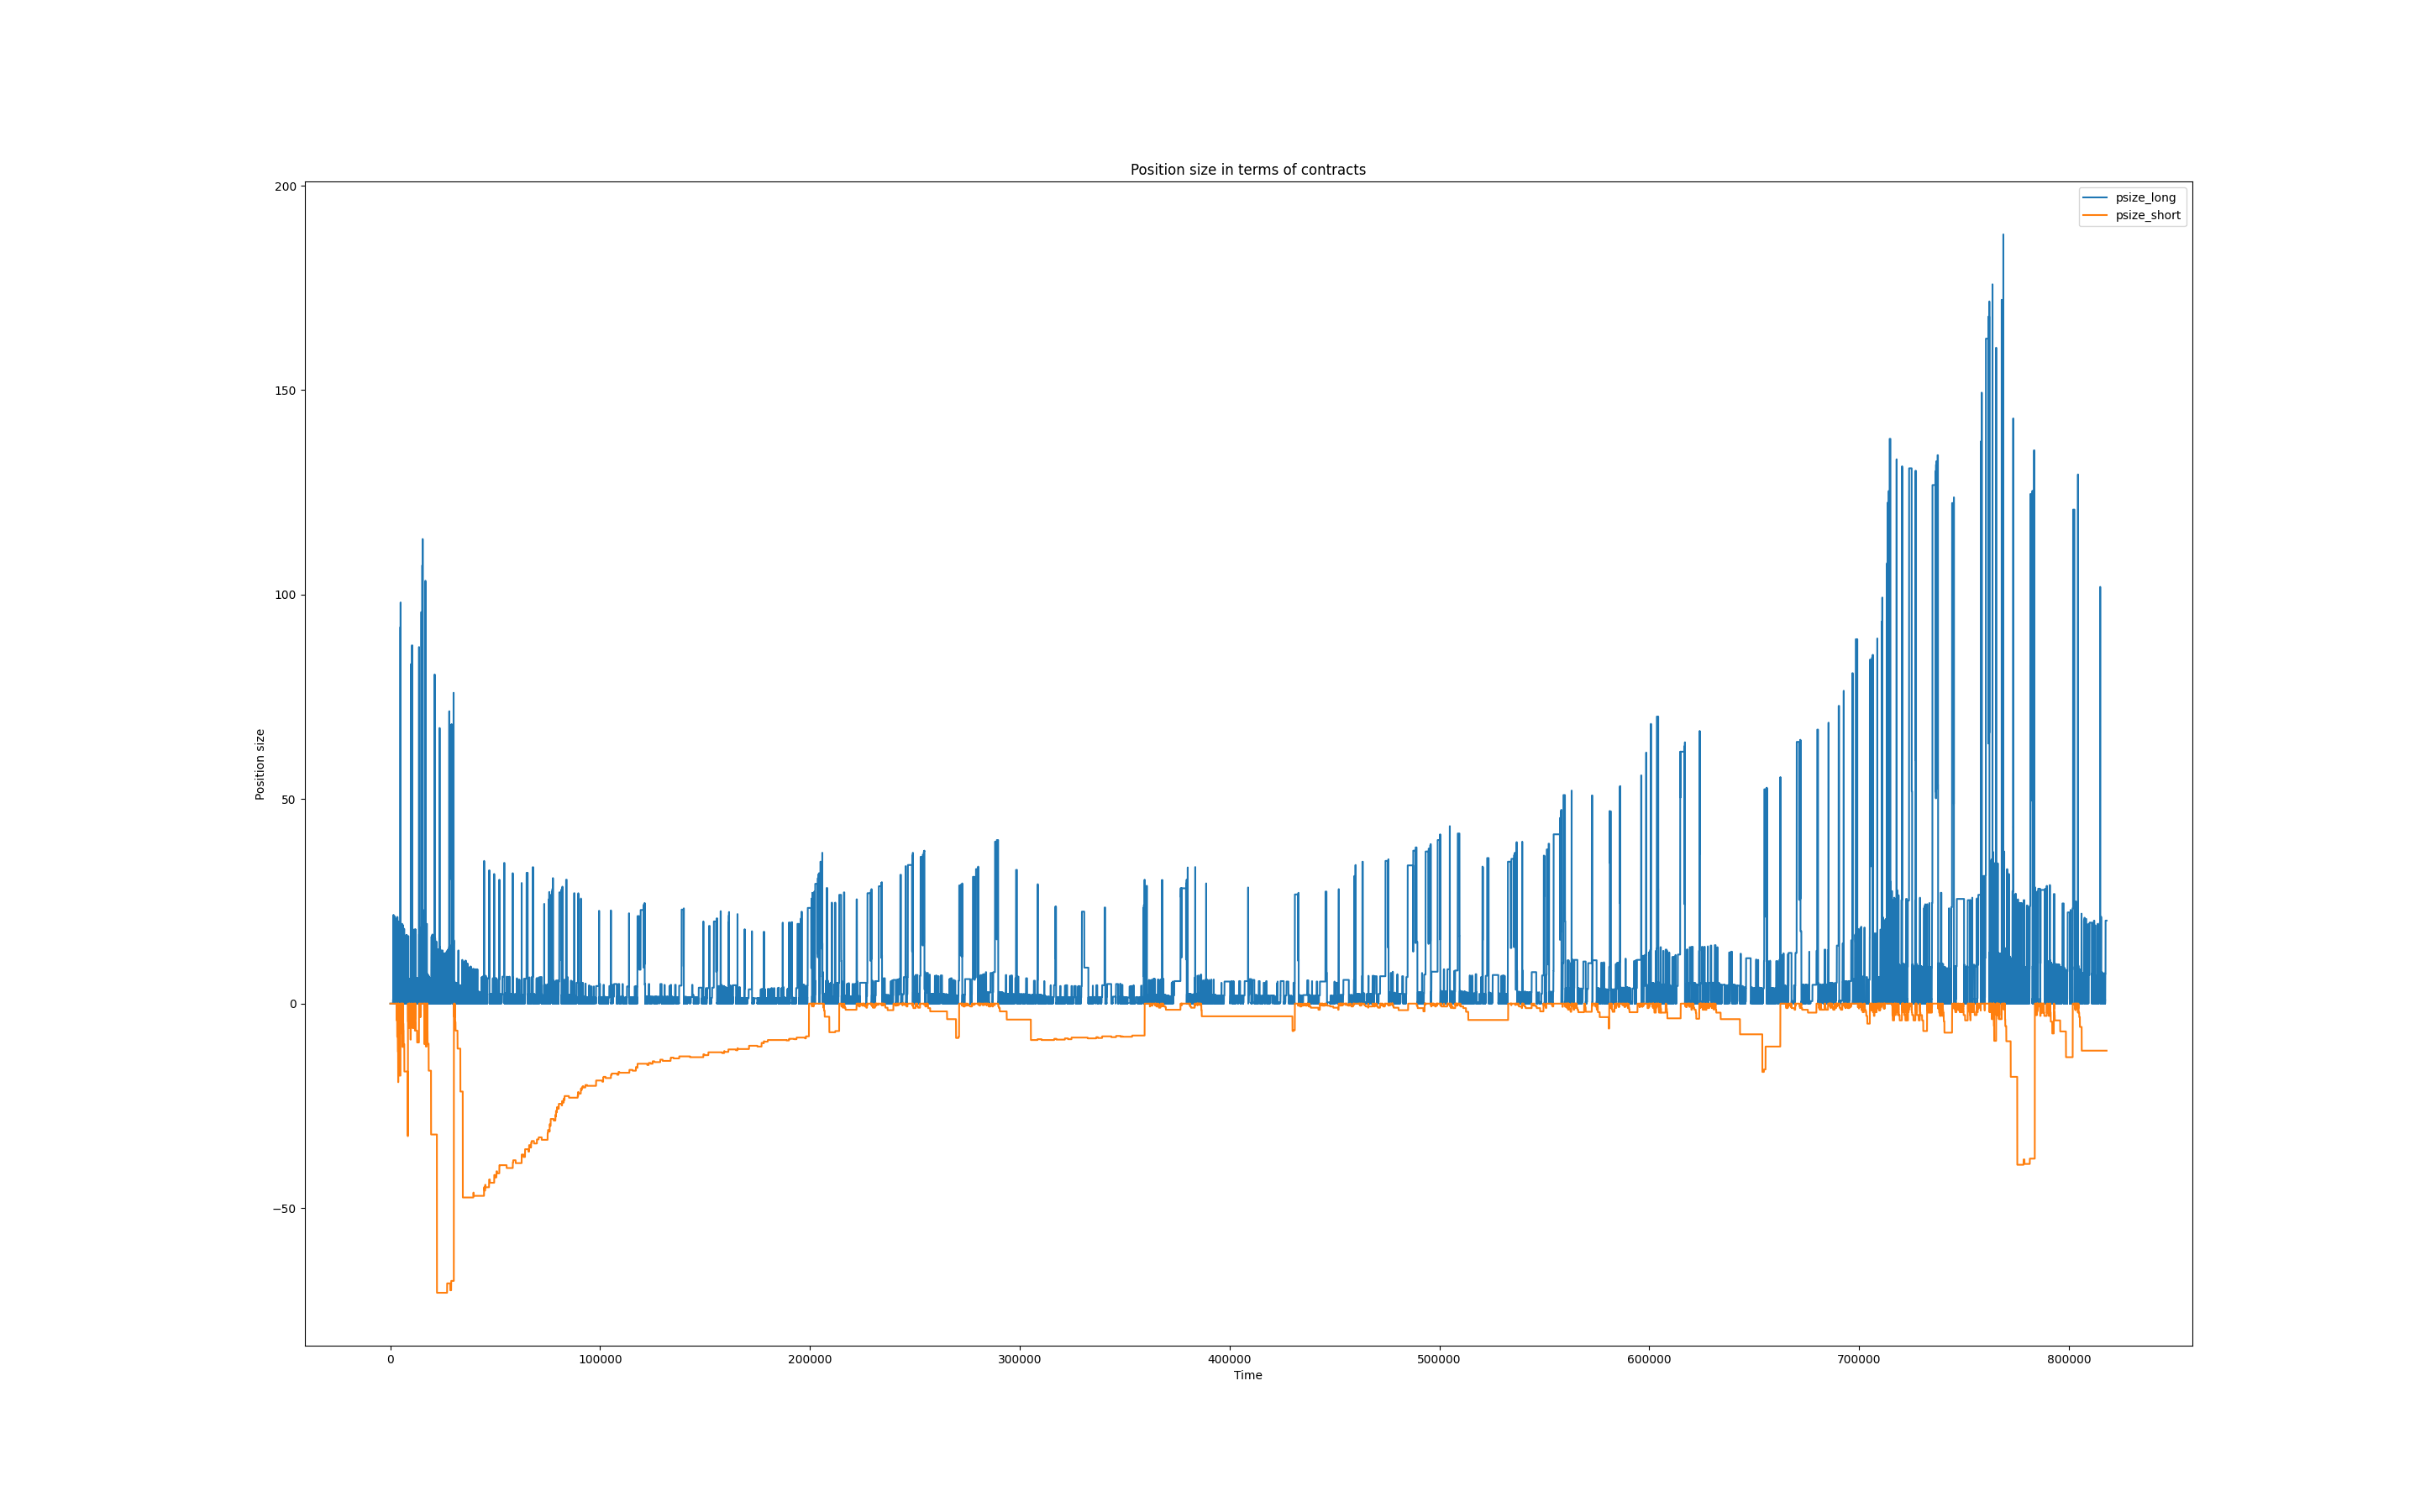 Position size in terms of contracts
psize_long
psize_short
200
150
100
50
0
−50
Position size
0 100000 200000 300000 400000 500000 600000 700000 800000
Time